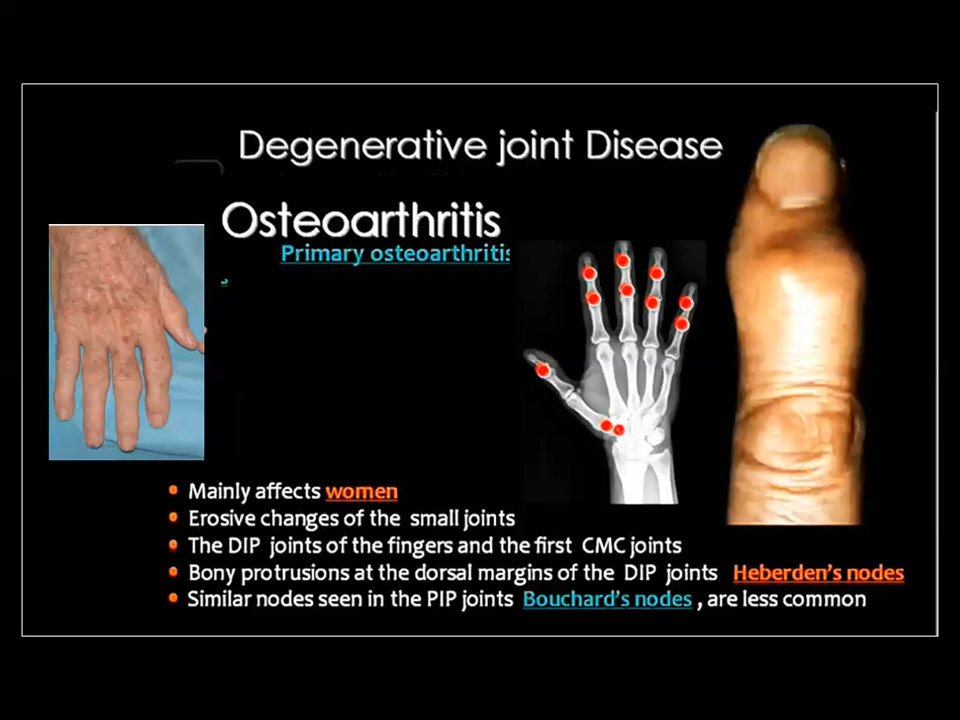 Degenerative joint Disease
Osteoarthritis
Primary osteoarthritis
Mainly affects women
Erosive changes of the small joints
The DIP joints of the fingers and the first CMC joints
Bony protrusions at the dorsal margins of the DIP joints Heberden's nodes
Similar nodes seen in the PIP joints Bouchard's nodes , are less common